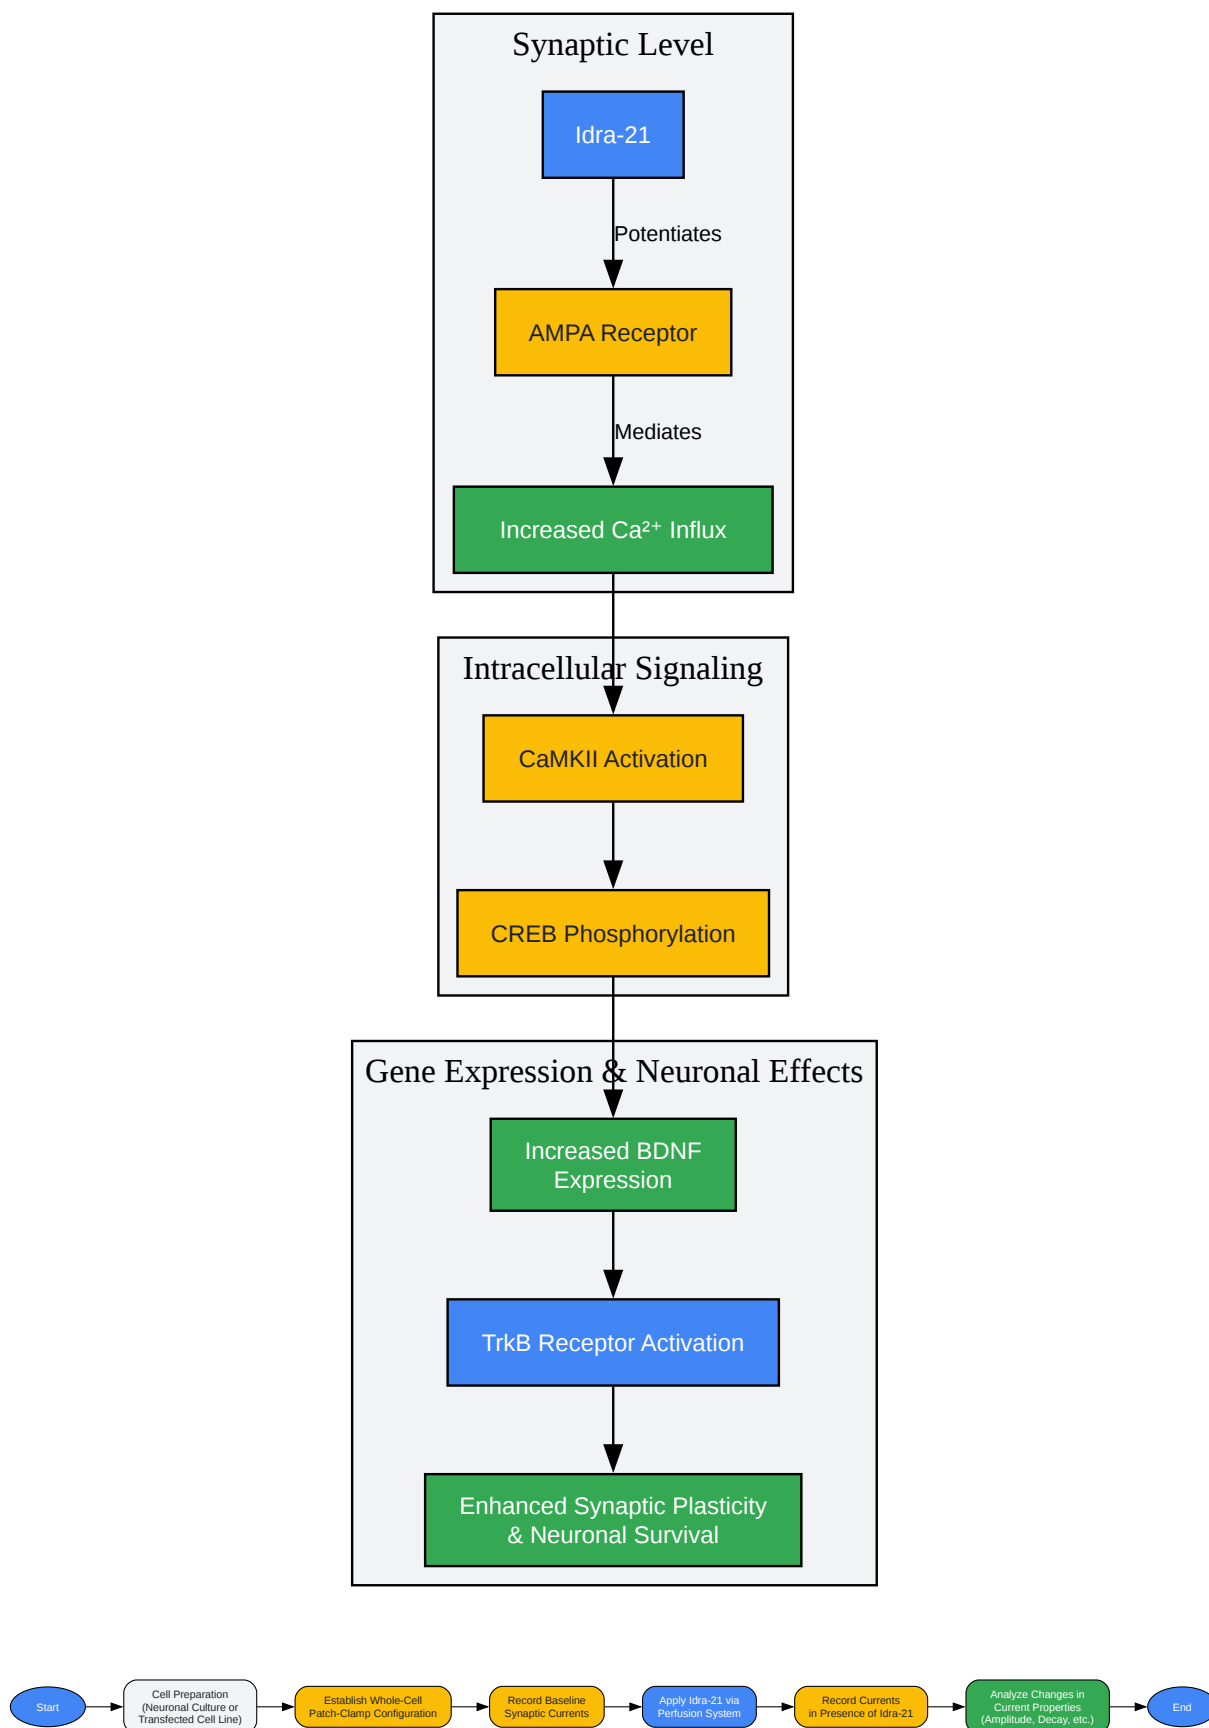 Synaptic Level
Idra-21
Potentiates
AMPA Receptor
Mediates
Increased Ca²⁺ Influx
Intracellular Signaling
CaMKII Activation
CREB Phosphorylation
Gene Expression & Neuronal Effects
Increased BDNF
Expression
TrkB Receptor Activation
Enhanced Synaptic Plasticity
& Neuronal Survival
Start
Cell Preparation
(Neuronal Culture or
Transfected Cell Line)
Establish Whole-Cell
Patch-Clamp Configuration
Record Baseline
Synaptic Currents
Apply Idra-21 via
Perfusion System
Record Currents
in Presence of Idra-21
Analyze Changes in
Current Properties
(Amplitude, Decay, etc.)
End